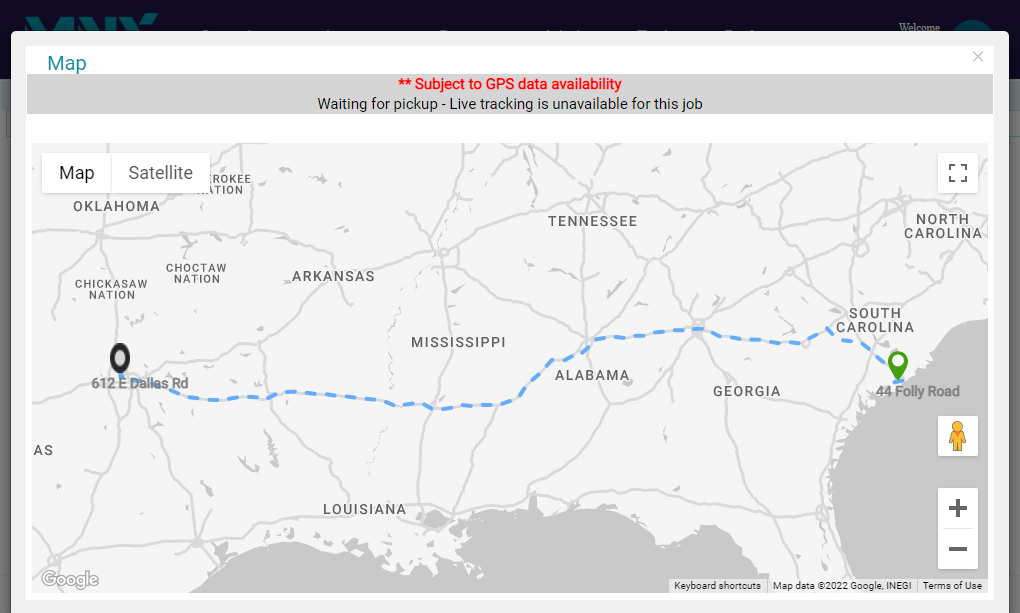 Welcome
Map
** Subject to GPS data availability
Waiting for pickup - Live tracking is unavailable for this job
Map
Satellite
NATION
OKLAHOMA
TENNESSEE
NORTH
CAROLINA
CHOCTAW
NATION
ARKANSAS
CHICKASAW
NATION
SOUTH
CAROLINA
MISSISSIPPI
612 E Dallas Rd
ALABAMA
GEORGIA
44 Folly Road
AS
LOUISIANA
Google
Keyboard shortcuts
Map data ©2022 Google, INEGI
Terms of Use